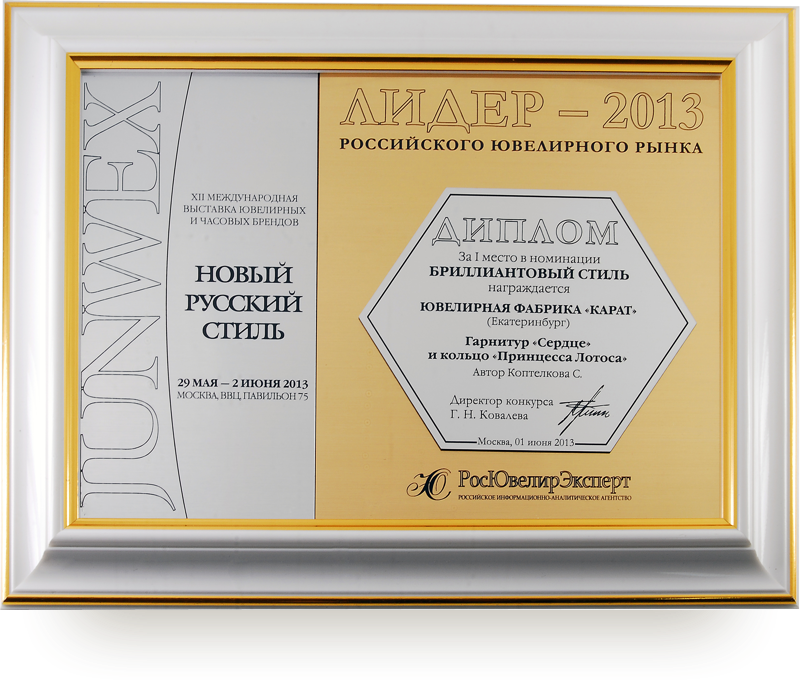 JUNWEX
XII МЕЖДУНАРОДНАЯ
ВЫСТАВКА ЮВЕЛИРНЫХ
И ЧАСОВЫХ БРЕНДОВ
НОВЫЙ
РУССКИЙ
СТИЛЬ
29 МАЯ — 2 ИЮНЯ 2013
МОСКВА, ВВЦ, ПАВИЛЬОН 75
ЛИДЕР – 2013
РОССИЙСКОГО ЮВЕЛИРНОГО РЫНКА
ДИПЛОМ
За I место в номинации
БРИЛЛИАНТОВЫЙ СТИЛЬ
награждается
ЮВЕЛИРНАЯ ФАБРИКА «КАРАТ»
(Екатеринбург)
Гарнитур «Сердце»
и кольцо «Принцесса Лотоса»
Автор Коптелкова С.
Директор конкурса
Г. Н. Ковалева
Москва, 01 июня 2013
РосЮвелирЭксперт
РОССИЙСКОЕ ИНФОРМАЦИОННО-АНАЛИТИЧЕСКОЕ АГЕНТСТВО